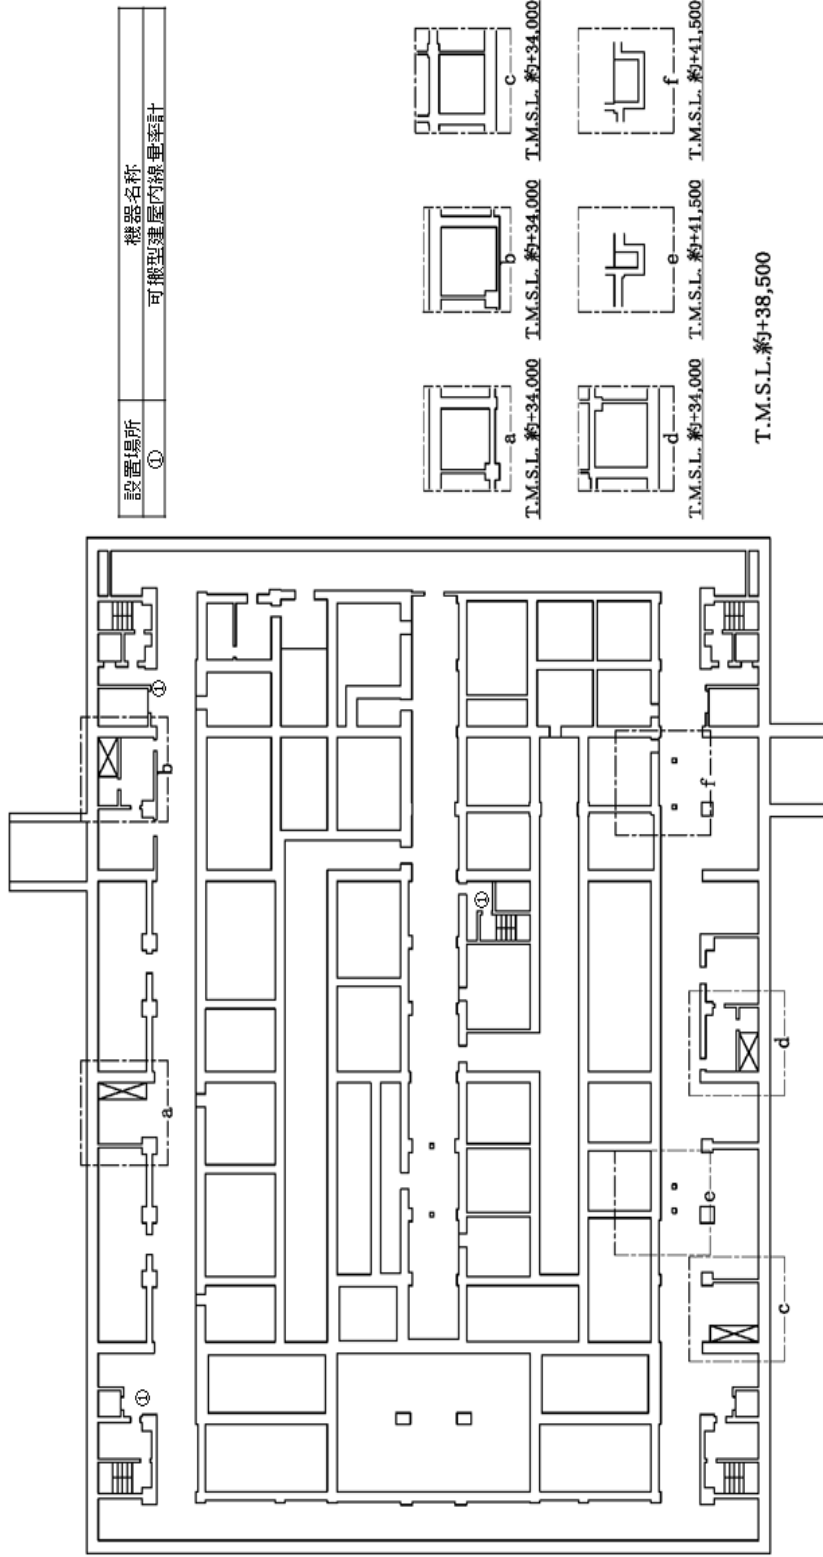 設置場所 機器名称
① 可搬型建屋内線量率計
a
T.M.S.L. 約+34,000
b
T.M.S.L. 約+34,000
c
T.M.S.L. 約+34,000
d
T.M.S.L. 約+34,000
e
T.M.S.L. 約+41,500
f
T.M.S.L. 約+41,500
T.M.S.L.約+38,500
①
b
f
①
a
d
e
c
①